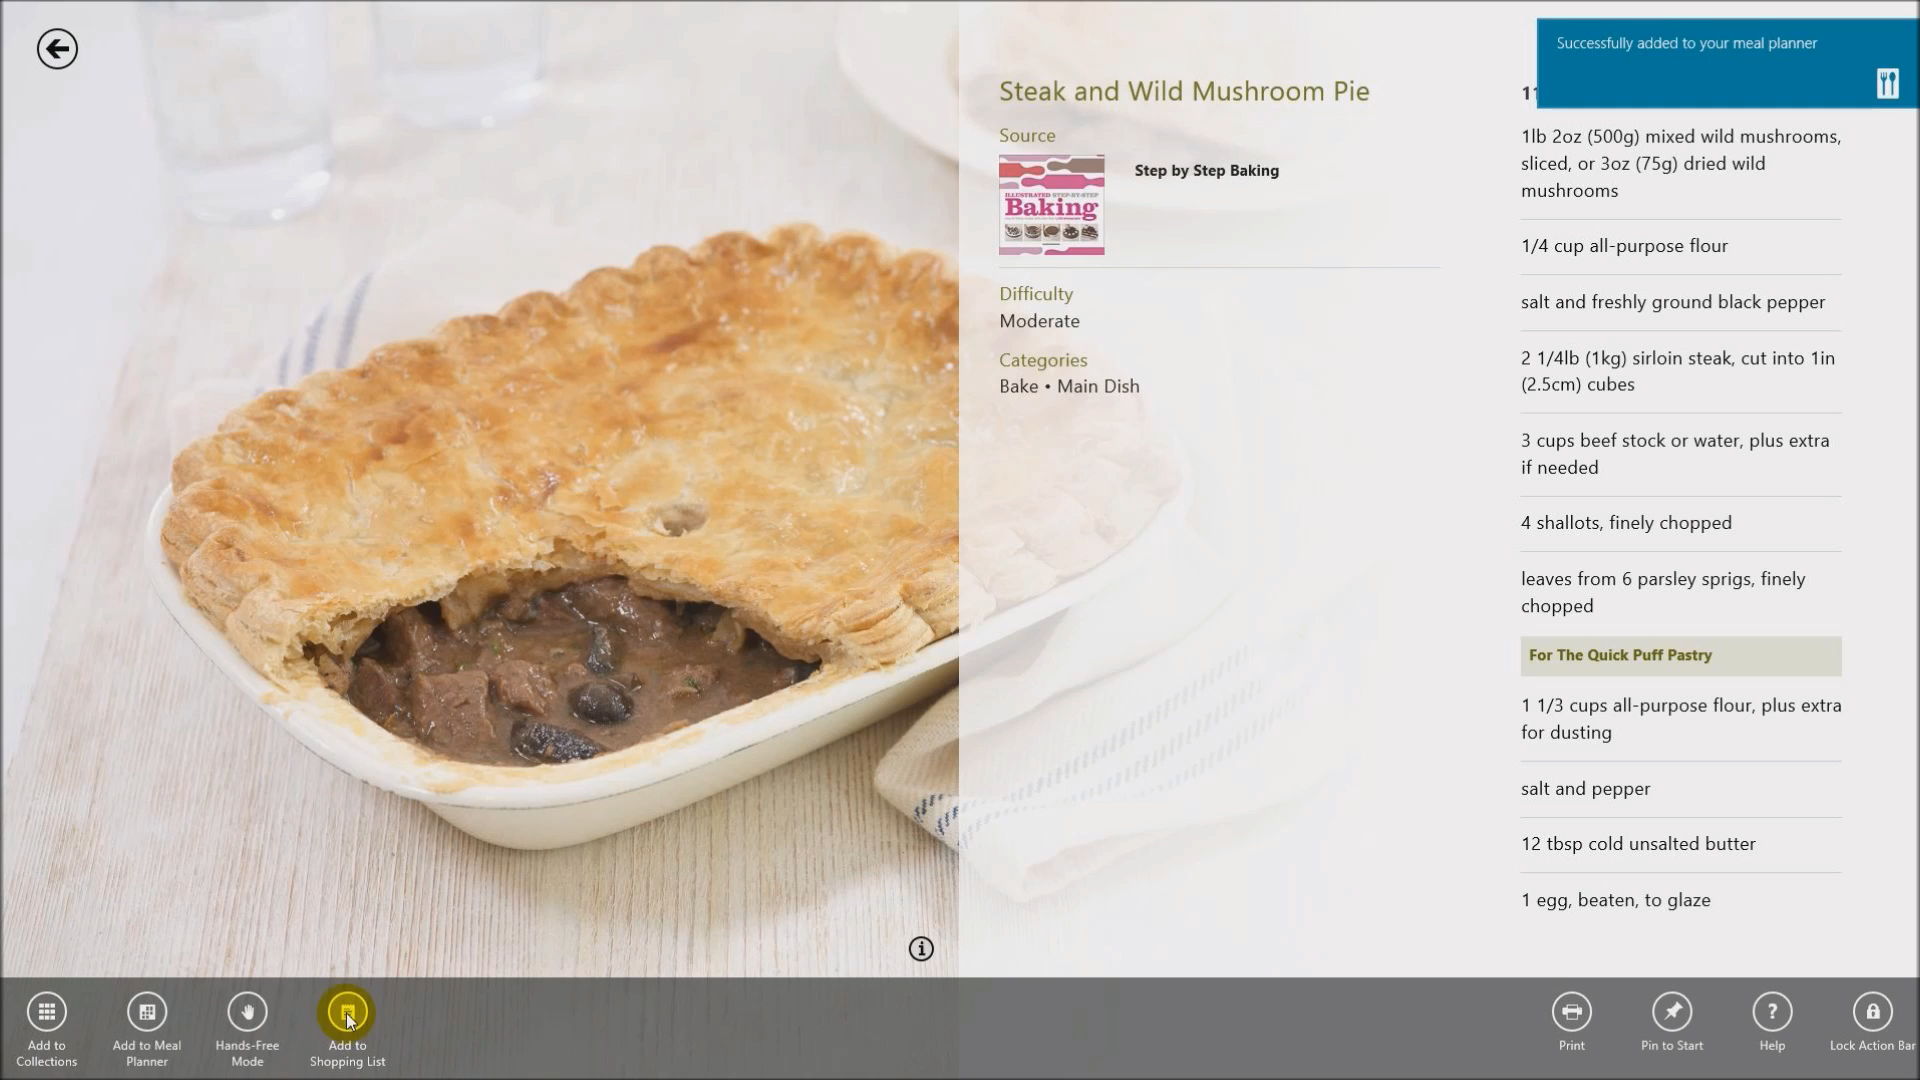 Successfully added to your meal planner
Steak and Wild Mushroom Pie
Source
Step by Step Baking
ILLUSTRATED STEP-BY-STEP
Baking
Difficulty
Moderate
Categories
Bake • Main Dish
1lb 2oz (500g) mixed wild mushrooms,
sliced, or 3oz (75g) dried wild
mushrooms
1/4 cup all-purpose flour
salt and freshly ground black pepper
2 1/4lb (1kg) sirloin steak, cut into 1in
(2.5cm) cubes
3 cups beef stock or water, plus extra
if needed
4 shallots, finely chopped
leaves from 6 parsley sprigs, finely
chopped
For The Quick Puff Pastry
1 1/3 cups all-purpose flour, plus extra
for dusting
salt and pepper
12 tbsp cold unsalted butter
1 egg, beaten, to glaze
Add to
Collections
Add to Meal
Planner
Hands-Free
Mode
Add to
Shopping List
Print
Pin to Start
Help
Lock Action Bar